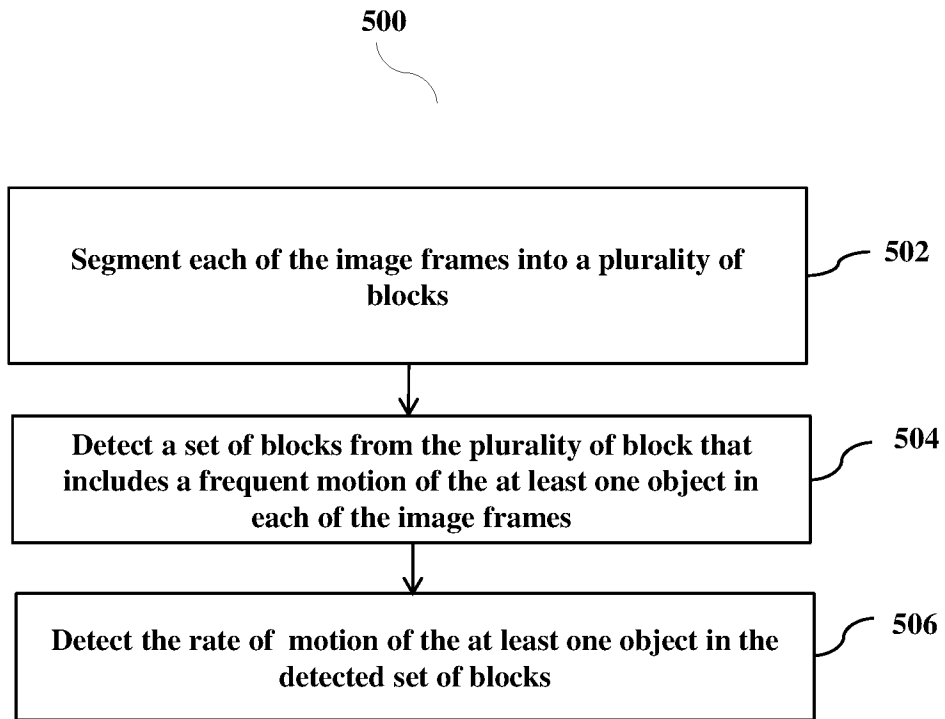 500
Segment each of the image frames into a plurality of
blocks
502
Detect a set of blocks from the plurality of block that
includes a frequent motion of the at least one object in
each of the image frames
504
Detect the rate of motion of the at least one object in the
detected set of blocks
506